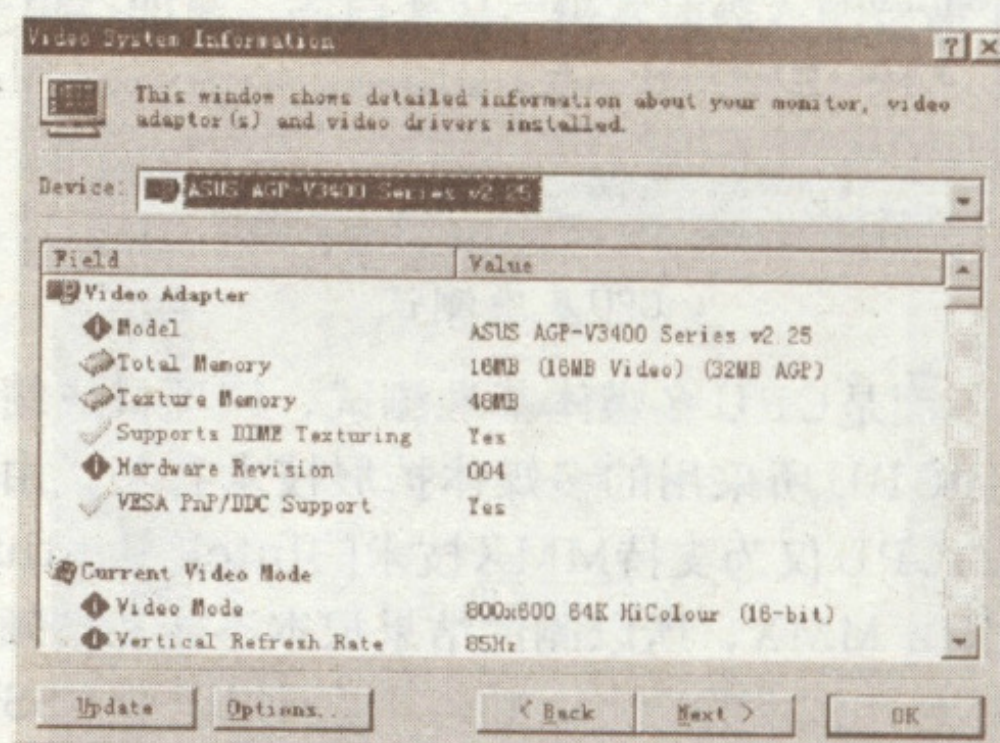 Video System Information
This window shows detailed information about your monitor, video
adaptor(s) and video drivers installed.
Device: ASUS AGP-V3400 Series v2.25
Field Value
Video Adapter
Model ASUS AGP-V3400 Series v2.25
Total Memory 16MB (16MB Video) (32MB AGP)
Texture Memory 48MB
Supports DIME Texturing Yes
Hardware Revision 004
VESA PnP/DDC Support Yes
Current Video Mode
Video Mode 800x600 64K HiColour (16-bit)
Vertical Refresh Rate 85Hz
Update Options... < Back Next > OK